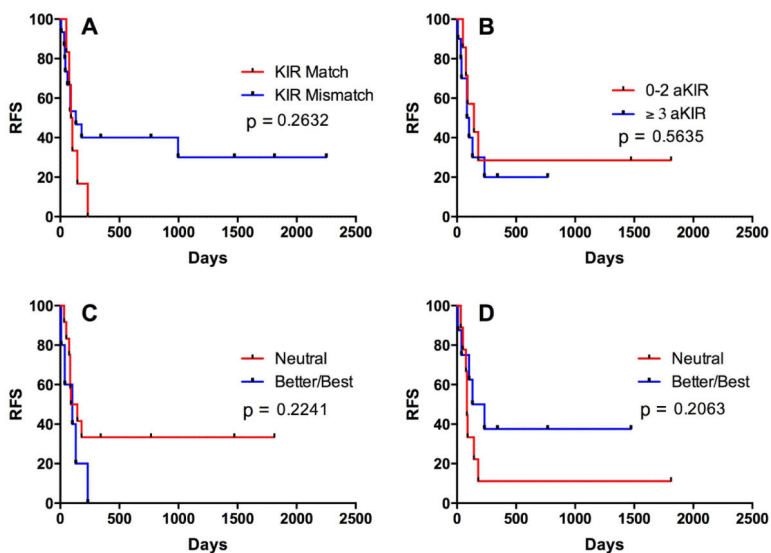 A
100
80
60
40
20
0
RFS
0 500 1000 1500 2000 2500
Days
KIR Match
KIR Mismatch
p = 0.2632
B
100
80
60
40
20
0
RFS
0 500 1000 1500 2000 2500
Days
0-2 aKIR
≥ 3 aKIR
p = 0.5635
C
100
80
60
40
20
0
RFS
0 500 1000 1500 2000 2500
Days
Neutral
Better/Best
p = 0.2241
D
100
80
60
40
20
0
RFS
0 500 1000 1500 2000 2500
Days
Neutral
Better/Best
p = 0.2063